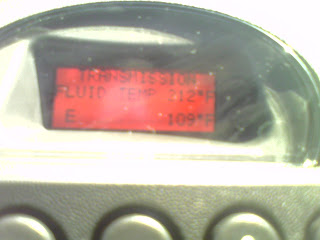 TRANSMISSION
FLUID TEMP 212°F
E 109°F